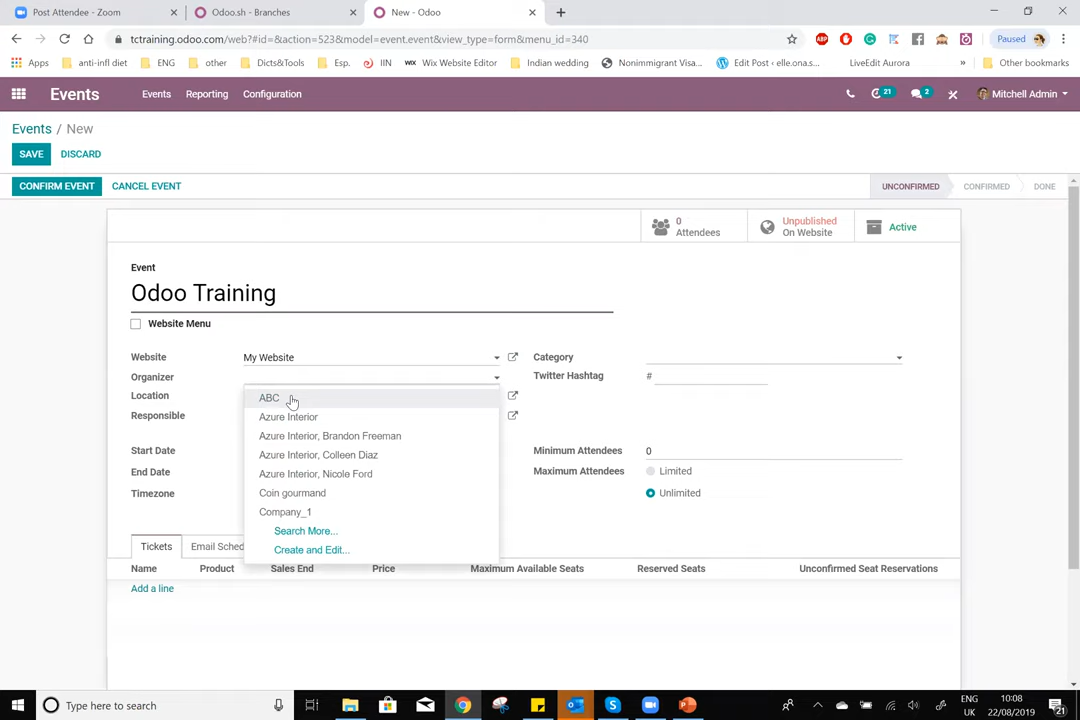 Post Attendee - Zoom
Odoo.sh - Branches
New - Odoo
tctraining.odoo.com/web?#id=&action=523&model=event.event&view_type=form&menu_id=340
ABP
Paused
Apps
anti-infl diet
ENG
other
Dicts&Tools
Esp.
IIN
WIX Wix Website Editor
Indian wedding
Nonimmigrant Visa...
Edit Post ‹ elle.ona.s...
LiveEdit Aurora
»
Other bookmarks
Events
Events
Reporting
Configuration
21
2
Mitchell Admin
Events / New
SAVE
DISCARD
CONFIRM EVENT
CANCEL EVENT
UNCONFIRMED
CONFIRMED
DONE
0
Attendees
Unpublished
On Website
Active
Event
Odoo Training
Website Menu
Website
My Website
Category
Organizer
Twitter Hashtag
#
Location
ABC
Responsible
Azure Interior
Azure Interior, Brandon Freeman
Start Date
Azure Interior, Colleen Diaz
Minimum Attendees
0
End Date
Azure Interior, Nicole Ford
Maximum Attendees
Limited
Timezone
Coin gourmand
Unlimited
Company_1
Search More...
Create and Edit...
Tickets
Email Sched
Name
Product
Sales End
Price
Maximum Available Seats
Reserved Seats
Unconfirmed Seat Reservations
Add a line
Type here to search
ENG
UK
10:08
22/08/2019
21